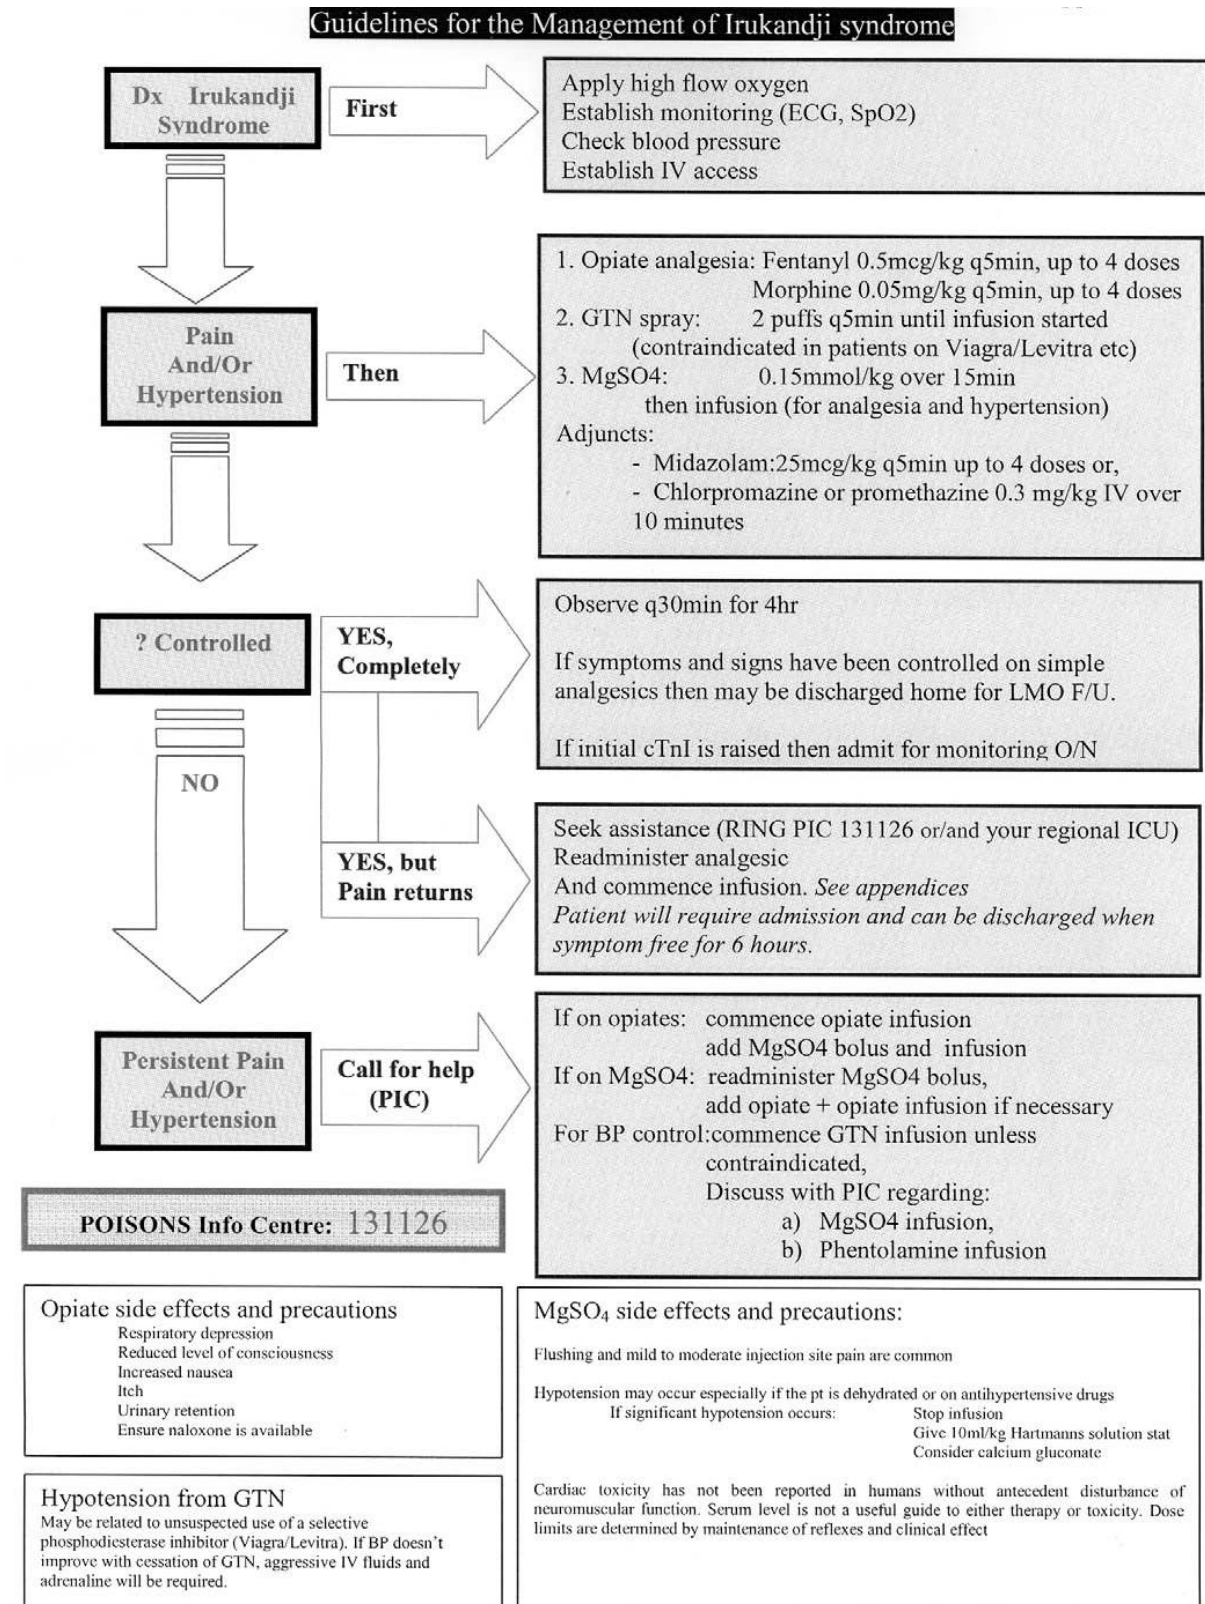 Guidelines for the Management of Irukandji syndrome
Dx Irukandji
Syndrome
First
Apply high flow oxygen
Establish monitoring (ECG, SpO2)
Check blood pressure
Establish IV access
Pain
And/Or
Hypertension
Then
1. Opiate analgesia: Fentanyl 0.5mcg/kg q5min, up to 4 doses
Morphine 0.05mg/kg q5min, up to 4 doses
2. GTN spray: 2 puffs q5min until infusion started
(contraindicated in patients on Viagra/Levitra etc)
3. MgSO4: 0.15mmol/kg over 15min
then infusion (for analgesia and hypertension)
Adjuncts:
- Midazolam:25mcg/kg q5min up to 4 doses or,
- Chlorpromazine or promethazine 0.3 mg/kg IV over
10 minutes
? Controlled
YES,
Completely
Observe q30min for 4hr
If symptoms and signs have been controlled on simple
analgesics then may be discharged home for LMO F/U.
If initial cTnI is raised then admit for monitoring O/N
NO
YES, but
Pain returns
Seek assistance (RING PIC 131126 or/and your regional ICU)
Readminister analgesic
And commence infusion. See appendices
Patient will require admission and can be discharged when
symptom free for 6 hours.
Persistent Pain
And/Or
Hypertension
Call for help
(PIC)
If on opiates: commence opiate infusion
add MgSO4 bolus and infusion
If on MgSO4: readminister MgSO4 bolus,
add opiate + opiate infusion if necessary
For BP control:commence GTN infusion unless
contraindicated,
Discuss with PIC regarding:
a) MgSO4 infusion,
b) Phentolamine infusion
POISONS Info Centre: 131126
Opiate side effects and precautions
Respiratory depression
Reduced level of consciousness
Increased nausea
Itch
Urinary retention
Ensure naloxone is available
Hypotension from GTN
May be related to unsuspected use of a selective
phosphodiesterase inhibitor (Viagra/Levitra). If BP doesn't
improve with cessation of GTN, aggressive IV fluids and
adrenaline will be required.
MgSO₄ side effects and precautions:
Flushing and mild to moderate injection site pain are common
Hypotension may occur especially if the pt is dehydrated or on antihypertensive drugs
If significant hypotension occurs: Stop infusion
Give 10ml/kg Hartmanns solution stat
Consider calcium gluconate
Cardiac toxicity has not been reported in humans without antecedent disturbance of
neuromuscular function. Serum level is not a useful guide to either therapy or toxicity. Dose
limits are determined by maintenance of reflexes and clinical effect